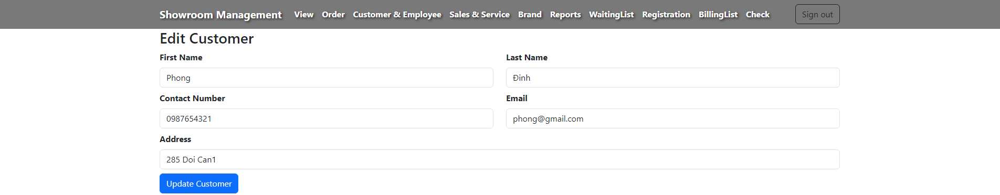 Showroom Management View Order Customer & Employee Sales & Service Brand Reports WaitingList Registration BillingList Check Sign out
Edit Customer
First Name Last Name
Phong Đinh
Contact Number Email
0987654321 phong@gmail.com
Address
285 Doi Can1
Update Customer